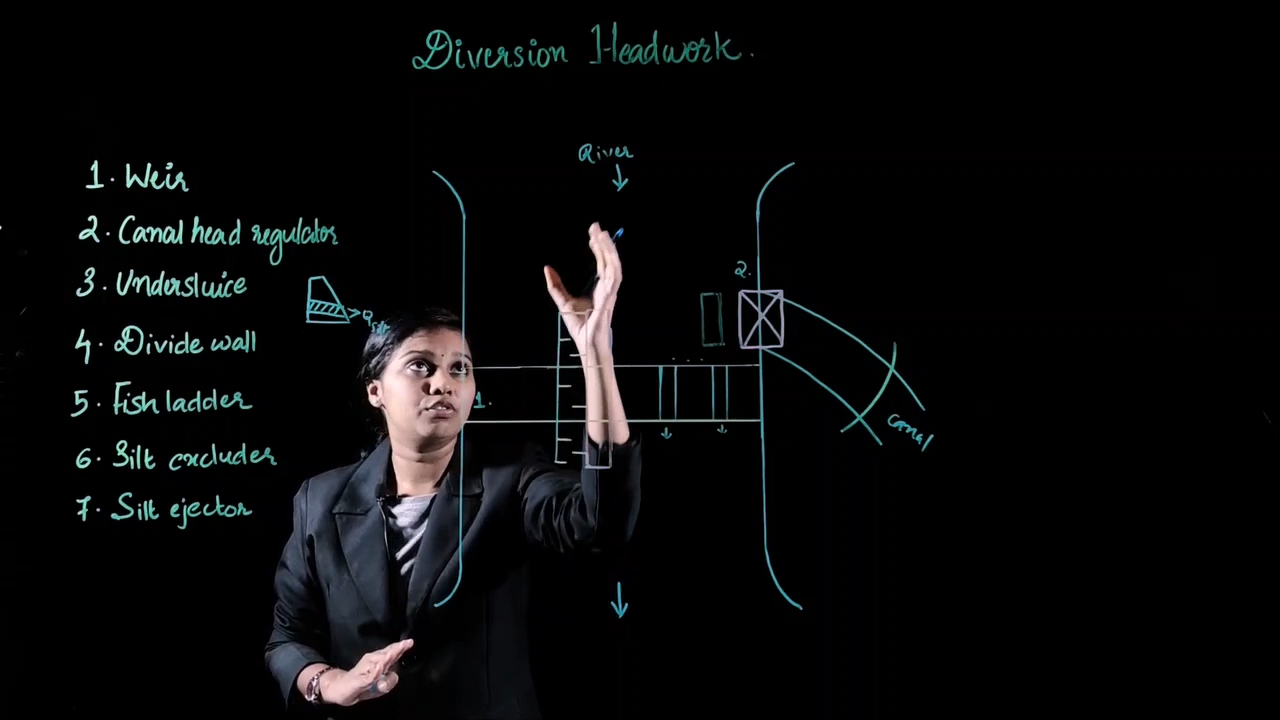 Diversion Headwork.
River
1. Weir
2. Canal head regulator
3. Undersluice
4. Divide wall
5. Fish ladder
6. Silt excluder
7. Silt ejector
2.
1.
Canal